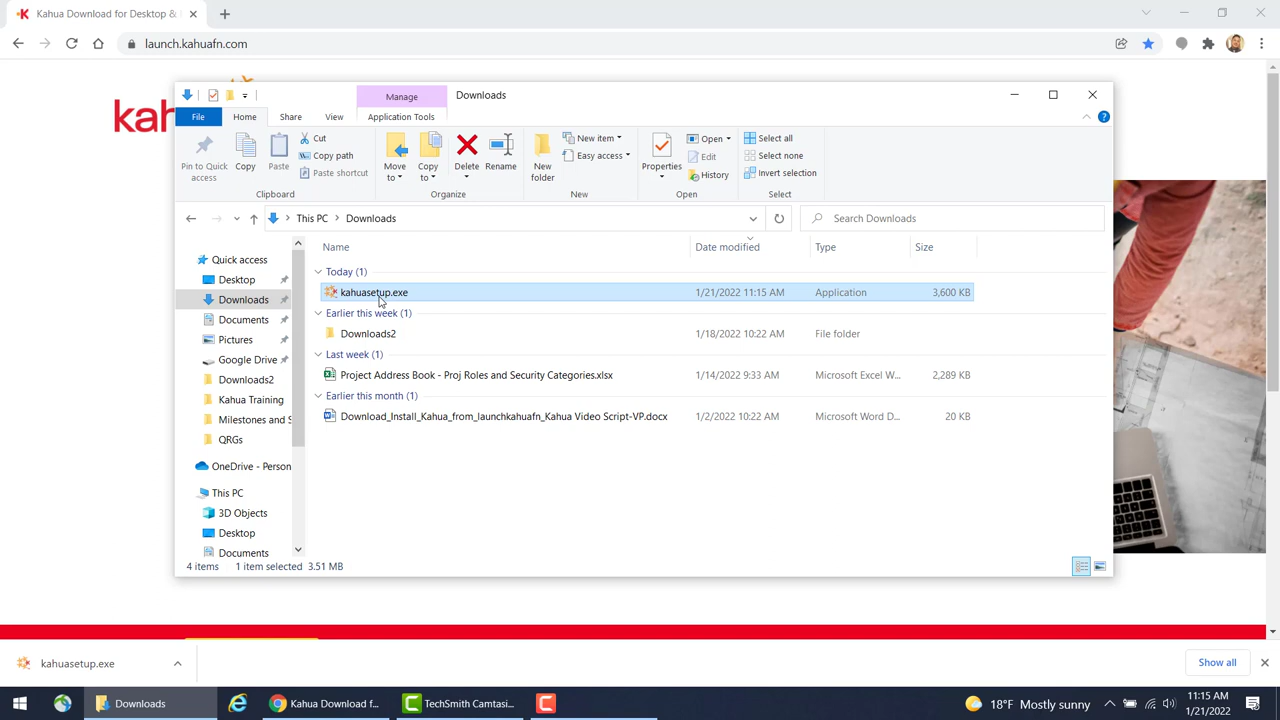 Kahua Download for Desktop &
launch.kahuafn.com
kah
Manage
Downloads
File
Home
Share
View
Application Tools
Pin to Quick access
Copy
Paste
Cut
Copy path
Paste shortcut
Clipboard
Move to
Copy to
Delete
Rename
Organize
New folder
New item
Easy access
New
Properties
Open
Edit
History
Open
Select all
Select none
Invert selection
Select
This PC > Downloads
Search Downloads
Name
Date modified
Type
Size
Quick access
Desktop
Downloads
Documents
Pictures
Google Drive
Downloads2
Kahua Training
Milestones and S
QRGs
OneDrive - Person
This PC
3D Objects
Desktop
Documents
Today (1)
kahuasetup.exe 1/21/2022 11:15 AM Application 3,600 KB
Earlier this week (1)
Downloads2 1/18/2022 10:22 AM File folder
Last week (1)
Project Address Book - Proj Roles and Security Categories.xlsx 1/14/2022 9:33 AM Microsoft Excel W... 2,289 KB
Earlier this month (1)
Download_Install_Kahua_from_launchkahuafn_Kahua Video Script-VP.docx 1/2/2022 10:22 AM Microsoft Word D... 20 KB
4 items 1 item selected 3.51 MB
kahuasetup.exe
Show all
Downloads
Kahua Download f...
TechSmith Camtasi...
18°F Mostly sunny
11:15 AM
1/21/2022